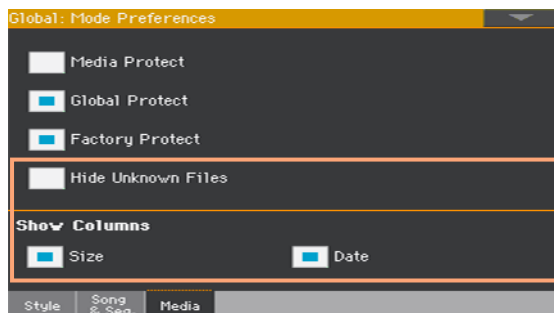 Global: Mode Preferences
Media Protect
Global Protect
Factory Protect
Hide Unknown Files
Show Columns
Size Date
Style Song & Seq. Media